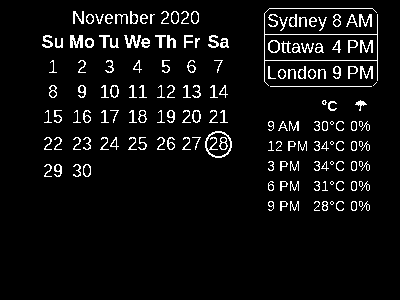 November 2020
Su Mo Tu We Th Fr Sa
1 2 3 4 5 6 7
8 9 10 11 12 13 14
15 16 17 18 19 20 21
22 23 24 25 26 27 28
29 30
Sydney 8 AM
Ottawa 4 PM
London 9 PM
°C ☂
9 AM 30°C 0%
12 PM 34°C 0%
3 PM 34°C 0%
6 PM 31°C 0%
9 PM 28°C 0%